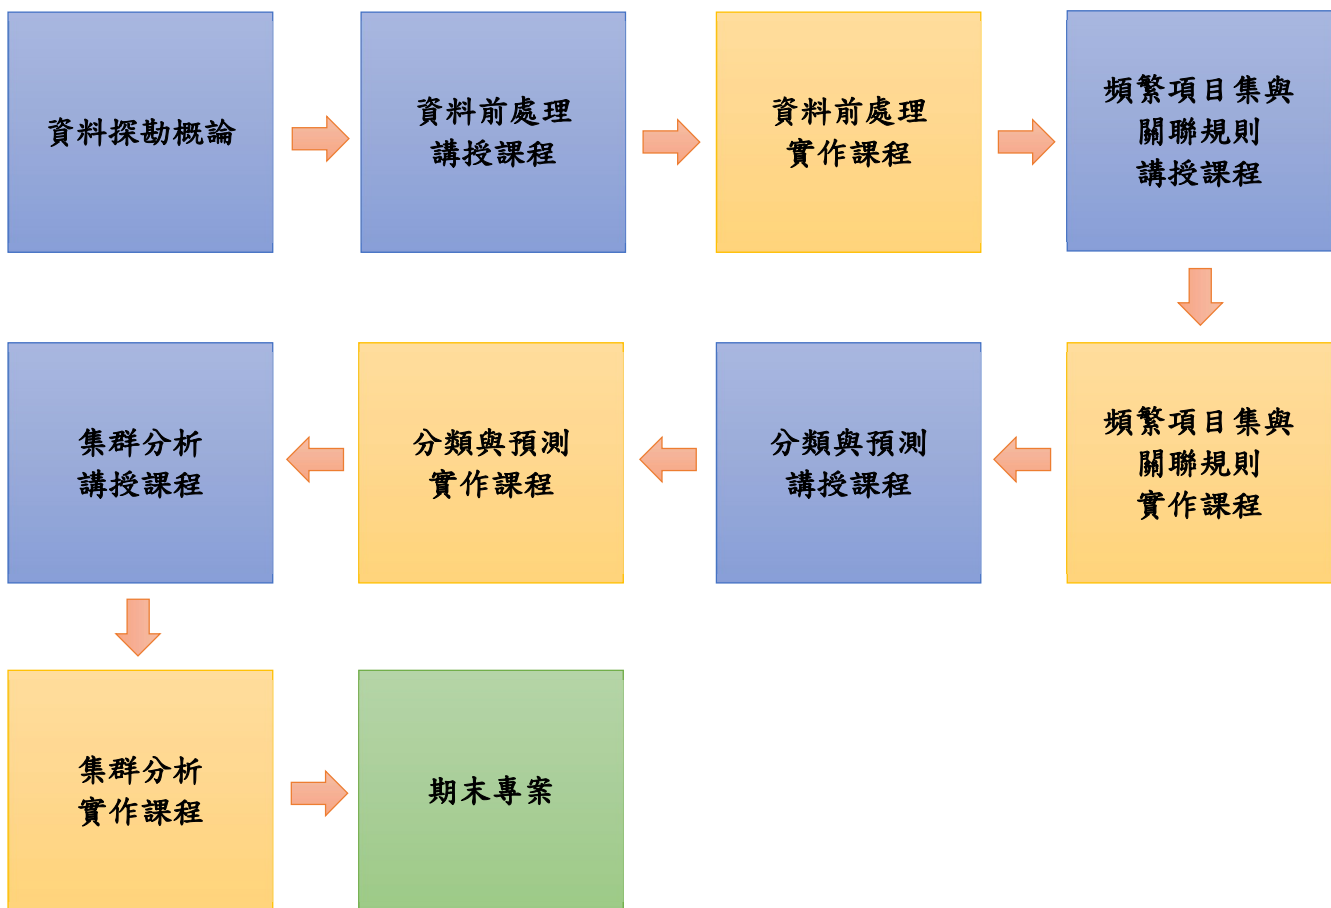 資料探勘概論
資料前處理
講授課程
資料前處理
實作課程
頻繁項目集與
關聯規則
講授課程
頻繁項目集與
關聯規則
實作課程
分類與預測
講授課程
分類與預測
實作課程
集群分析
講授課程
集群分析
實作課程
期末專案